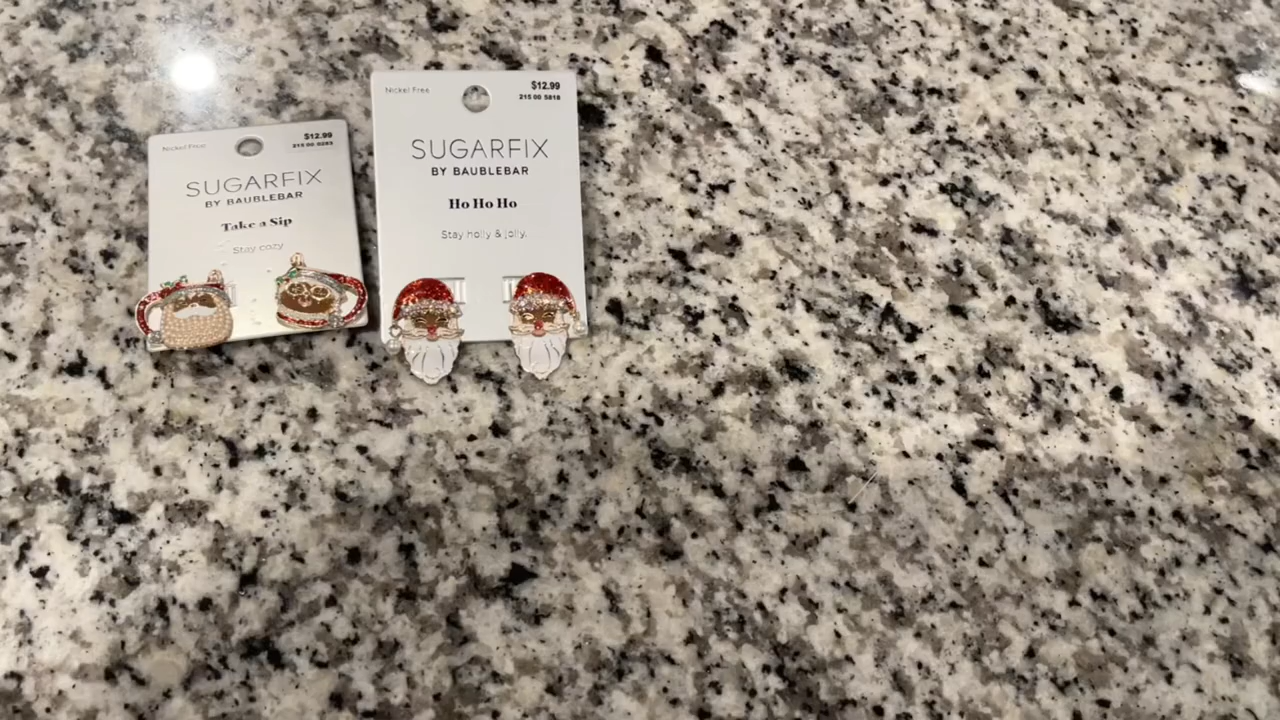 Nickel Free
$12.99
215 00 0283
SUGARFIX
BY BAUBLEBAR
Take a Sip
Stay cozy
Nickel Free
$12.99
215 00 5818
SUGARFIX
BY BAUBLEBAR
Ho Ho Ho
Stay holly & jolly.